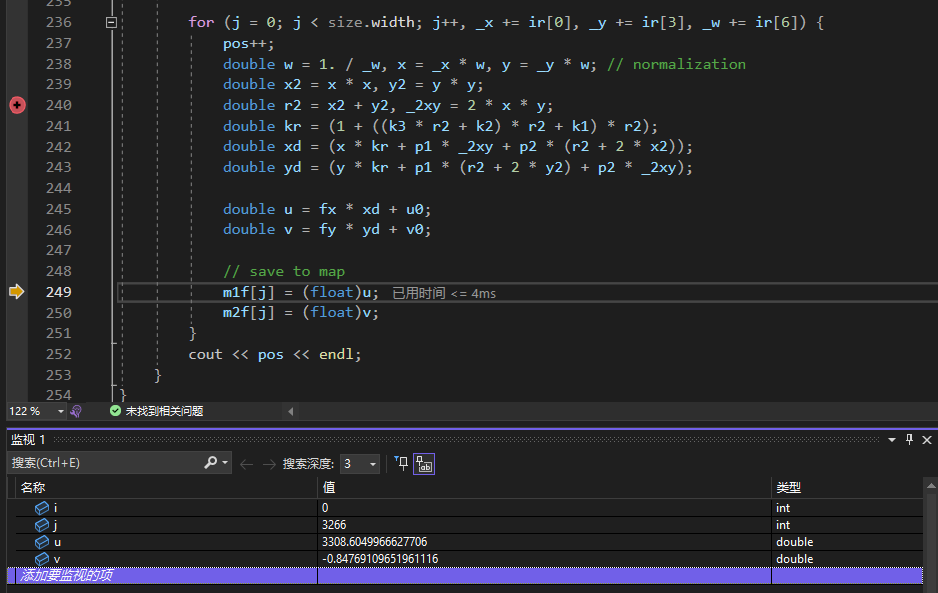 235
236 for (j = 0; j < size.width; j++, _x += ir[0], _y += ir[3], _w += ir[6]) {
237 pos++;
238 double w = 1. / _w, x = _x * w, y = _y * w; // normalization
239 double x2 = x * x, y2 = y * y;
240 double r2 = x2 + y2, _2xy = 2 * x * y;
241 double kr = (1 + ((k3 * r2 + k2) * r2 + k1) * r2);
242 double xd = (x * kr + p1 * _2xy + p2 * (r2 + 2 * x2));
243 double yd = (y * kr + p1 * (r2 + 2 * y2) + p2 * _2xy);
244
245 double u = fx * xd + u0;
246 double v = fy * yd + v0;
247
248 // save to map
249 m1f[j] = (float)u; 已用时间 <= 4ms
250 m2f[j] = (float)v;
251 }
252 cout << pos << endl;
253 }
254 }
122 % 未找到相关问题
监视 1
搜索(Ctrl+E) 搜索深度: 3
名称 值 类型
i 0 int
j 3266 int
u 3308.6049966627706 double
v -0.84769109651961116 double
添加要监视的项